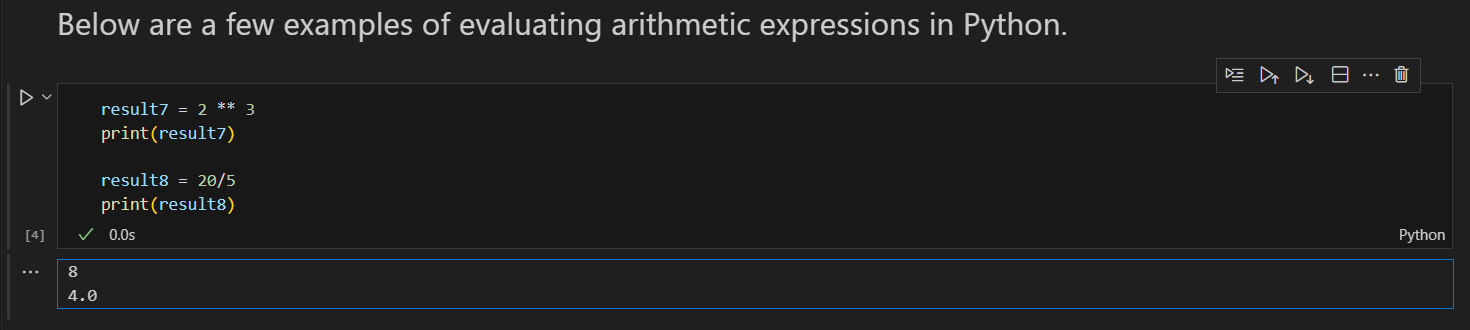 Below are a few examples of evaluating arithmetic expressions in Python.
result7 = 2 ** 3
print(result7)
result8 = 20/5
print(result8)
[4]
0.0s
Python
8
4.0